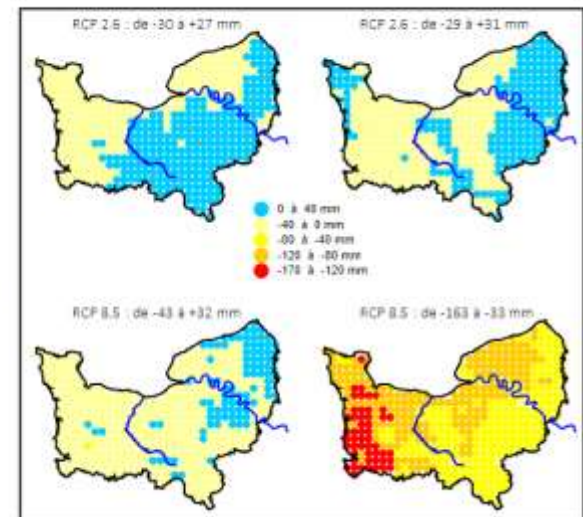 RCP 2.6 : de -30 à +27 mm
RCP 2.6 : de -29 à +31 mm
0 à 40 mm
-40 à 0 mm
-80 à -40mm
-120 à -80 mm
-170 à -120 mm
RCP 8.5 : de -43 à +32 mm
RCP 8.5 : de -163 à -33 mm